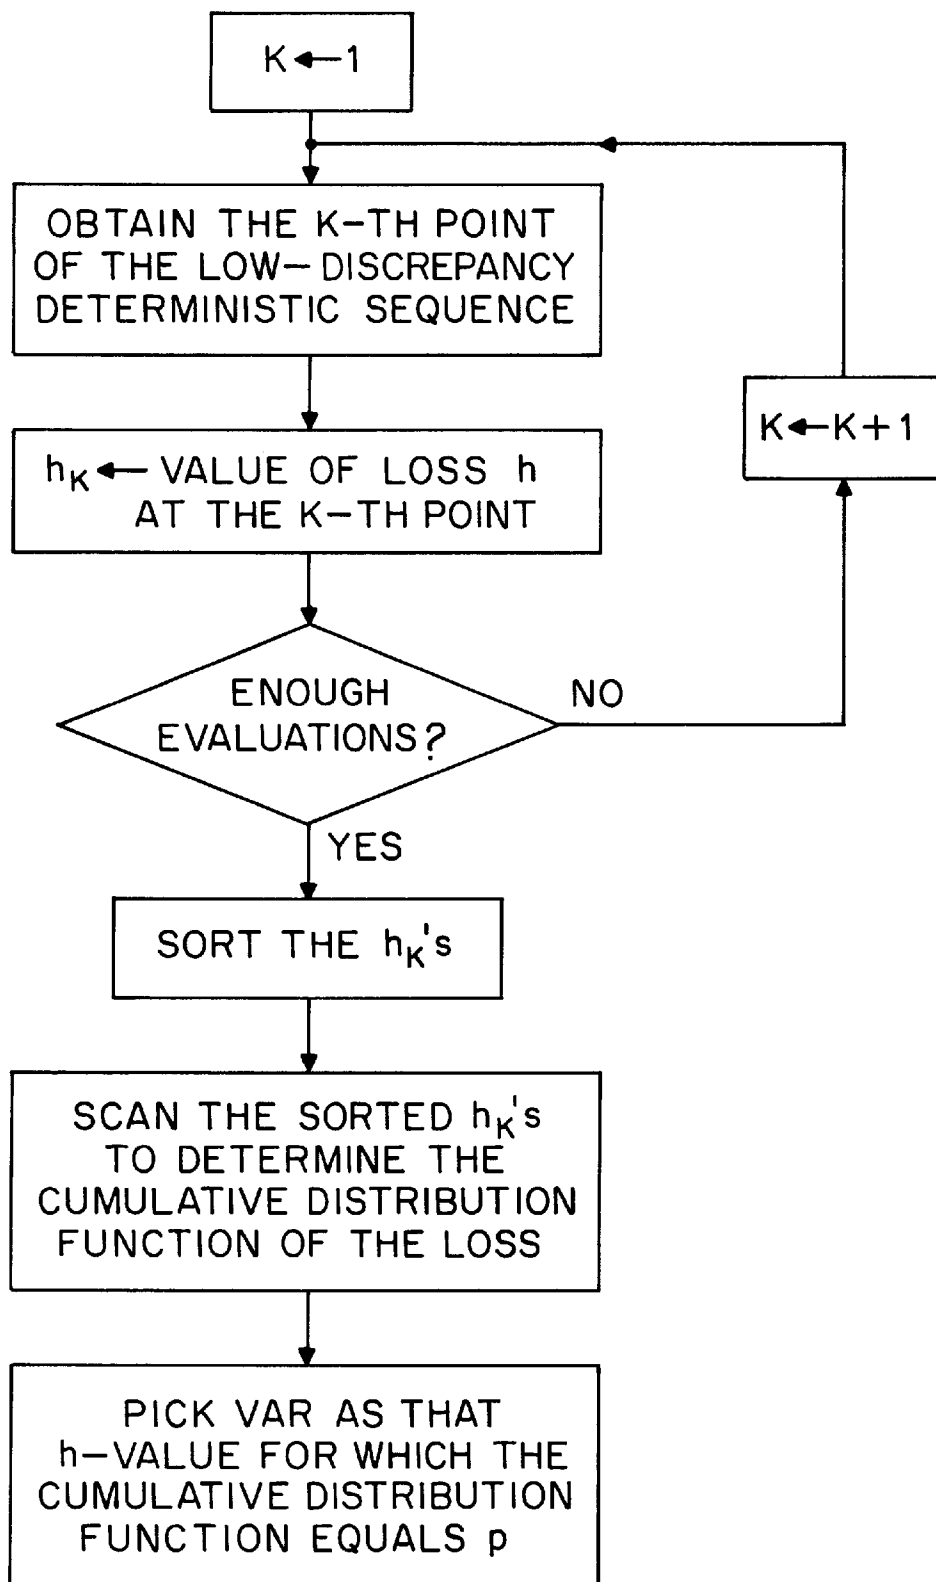 K←1
OBTAIN THE K-TH POINT
OF THE LOW-DISCREPANCY
DETERMINISTIC SEQUENCE
K←K+1
hK← VALUE OF LOSS h
AT THE K-TH POINT
ENOUGH
EVALUATIONS?
NO
YES
SORT THE hK's
SCAN THE SORTED hK's
TO DETERMINE THE
CUMULATIVE DISTRIBUTION
FUNCTION OF THE LOSS
PICK VAR AS THAT
h-VALUE FOR WHICH THE
CUMULATIVE DISTRIBUTION
FUNCTION EQUALS p